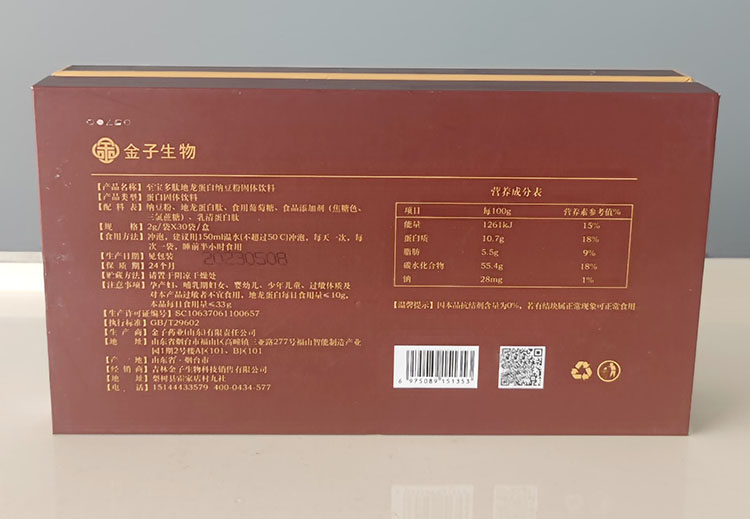 金子生物
【产品名称】至宝多肽地龙蛋白纳豆粉固体饮料
【产品类型】蛋白固体饮料
【配 料 表】纳豆粉、地龙蛋白肽、食用葡萄糖、食品添加剂（焦糖色、
三氯蔗糖）、乳清蛋白肽
【规 格】2g/袋X30袋/盒
【食用方法】冲泡，建议用150ml温水(不超过50℃)冲泡，每天一次，每
次一袋，睡前半小时食用
【生产日期】见包装
20230508
【保 质 期】24个月
【贮藏方法】请置于阴凉干燥处
【注意事项】孕产妇、哺乳期妇女、婴幼儿、少年儿童、过敏体质及
对本产品过敏者不宜食用，地龙蛋白每日食用量≤10g，
本品每日食用量≤33g
【生产许可证编号】SC10637061100657
【执行标准】GB/T29602
【生 产 商】金子药业(山东)有限责任公司
【地 址】山东省烟台市福山区高疃镇三亚路277号福山智能制造产业
园1期2号楼A区101、B区101
【产 地】山东省·烟台市
【经 销 商】吉林金子生物科技销售有限公司
【地 址】梨树县霍家店村九社
【电 话】15144433579 400-0434-577
营养成分表
项目 每100g 营养素参考值%
能量 1261kJ 15%
蛋白质 10.7g 18%
脂肪 5.5g 9%
碳水化合物 55.4g 18%
钠 28mg 1%
【温馨提示】因本品抗结剂含量为0%，若有结块属正常现象可正常食用
6 975089 151353